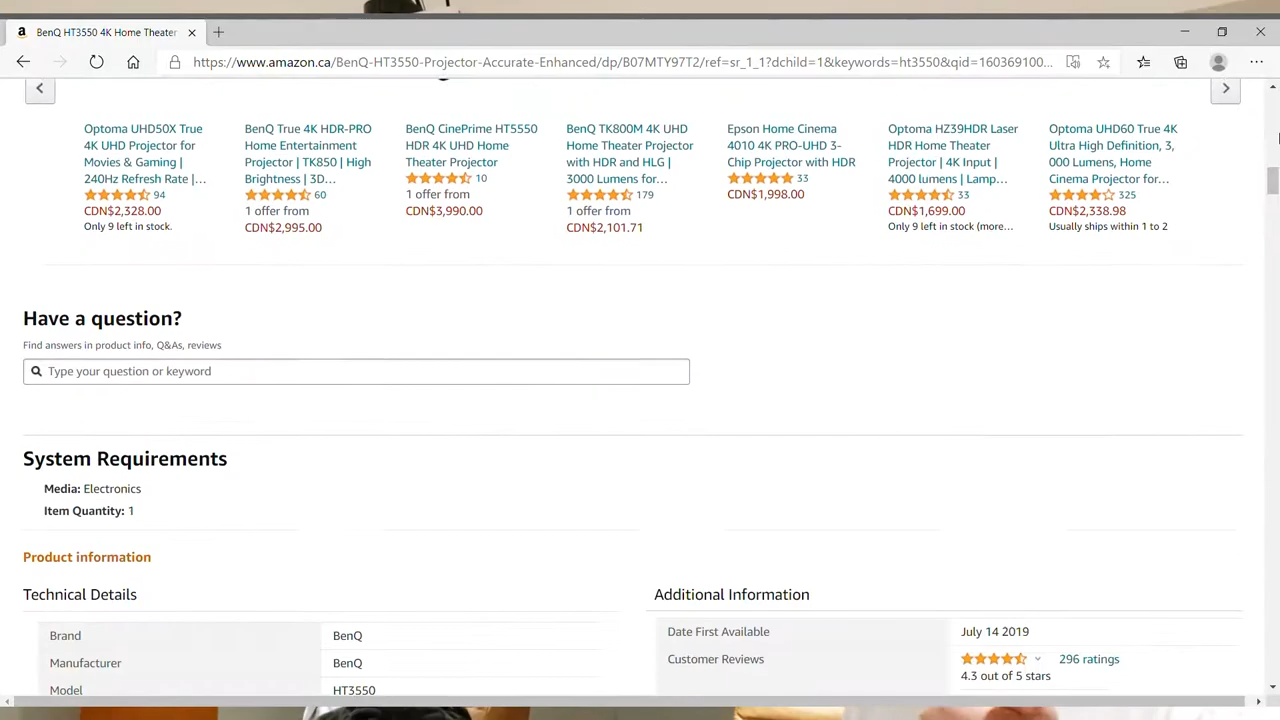 BenQ HT3550 4K Home Theater
https://www.amazon.ca/BenQ-HT3550-Projector-Accurate-Enhanced/dp/B07MTY97T2/ref=sr_1_1?dchild=1&keywords=ht3550&qid=160369100...
Optoma UHD50X True
4K UHD Projector for
Movies & Gaming |
240Hz Refresh Rate |...
94
CDN$2,328.00
Only 9 left in stock.
BenQ True 4K HDR-PRO
Home Entertainment
Projector | TK850 | High
Brightness | 3D...
60
1 offer from
CDN$2,995.00
BenQ CinePrime HT5550
HDR 4K UHD Home
Theater Projector
10
1 offer from
CDN$3,990.00
BenQ TK800M 4K UHD
Home Theater Projector
with HDR and HLG |
3000 Lumens for...
179
1 offer from
CDN$2,101.71
Epson Home Cinema
4010 4K PRO-UHD 3-
Chip Projector with HDR
33
CDN$1,998.00
Optoma HZ39HDR Laser
HDR Home Theater
Projector | 4K Input |
4000 lumens | Lamp...
33
CDN$1,699.00
Only 9 left in stock (more...
Optoma UHD60 True 4K
Ultra High Definition, 3,
000 Lumens, Home
Cinema Projector for...
325
CDN$2,338.98
Usually ships within 1 to 2
Have a question?
Find answers in product info, Q&As, reviews
Type your question or keyword
System Requirements
Media: Electronics
Item Quantity: 1
Product information
Technical Details
Brand BenQ
Manufacturer BenQ
Model HT3550
Additional Information
Date First Available July 14 2019
Customer Reviews 296 ratings
4.3 out of 5 stars